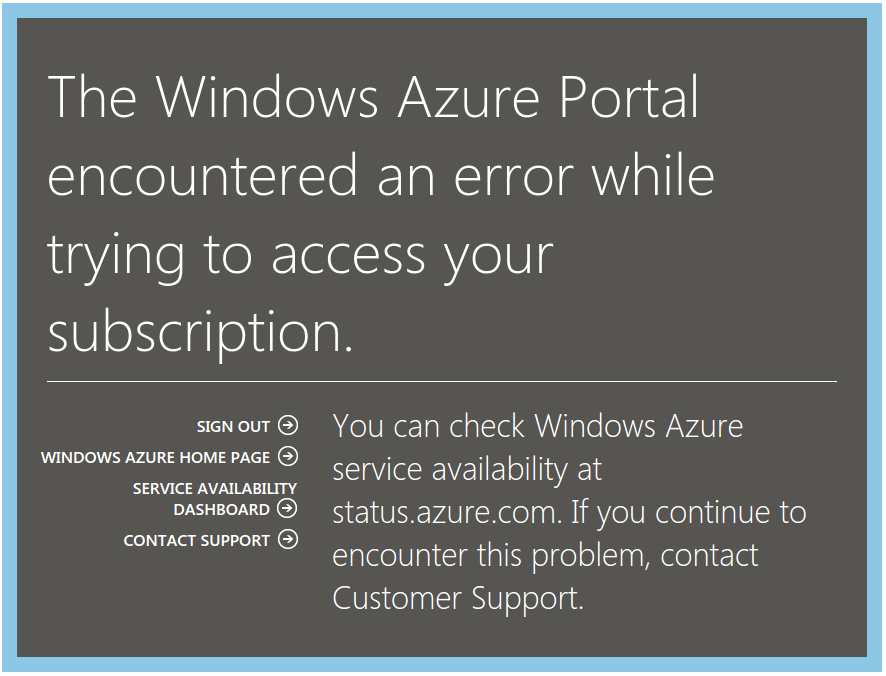 The Windows Azure Portal
encountered an error while
trying to access your
subscription.
SIGN OUT
WINDOWS AZURE HOME PAGE
SERVICE AVAILABILITY
DASHBOARD
CONTACT SUPPORT
You can check Windows Azure
service availability at
status.azure.com. If you continue to
encounter this problem, contact
Customer Support.